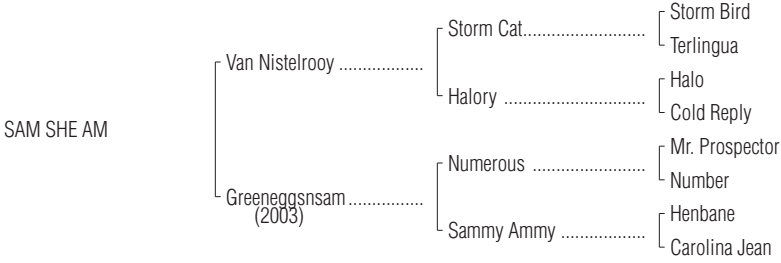 Storm Bird
Storm Cat..........................
Terlingua
Van Nistelrooy ..................
Halo
Halory ..............................
Cold Reply
SAM SHE AM
Mr. Prospector
Numerous ........................
Number
Greeneggsnsam................
(2003)
Henbane
Sammy Ammy ..................
Carolina Jean